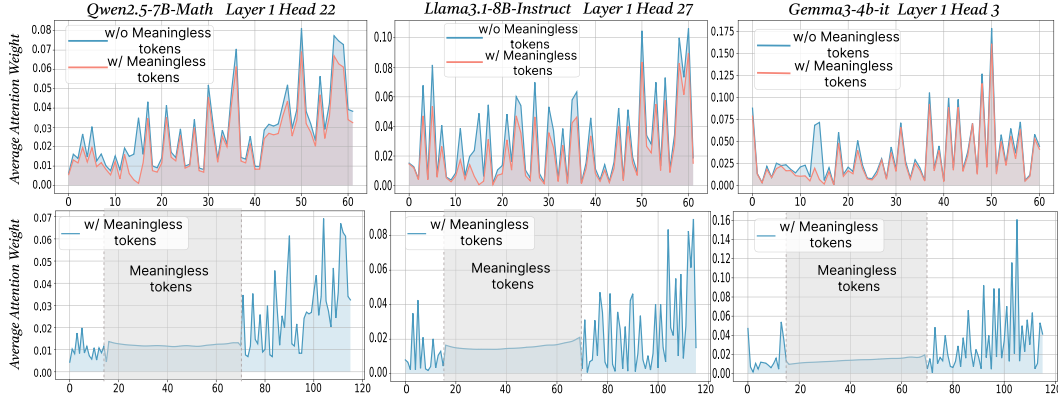 Qwen2.5-7B-Math Layer 1 Head 22
Llama3.1-8B-Instruct Layer 1 Head 27
Gemma3-4b-it Layer 1 Head 3
Average Attention Weight
0.08
0.07
0.06
0.05
0.04
0.03
0.02
0.01
0.00
w/o Meaningless
tokens
w/ Meaningless
tokens
0 10 20 30 40 50 60
0.10
0.08
0.06
0.04
0.02
0.00
w/o Meaningless
tokens
w/ Meaningless
tokens
0 10 20 30 40 50 60
0.175
0.150
0.125
0.100
0.075
0.050
0.025
0.000
w/o Meaningless
tokens
w/ Meaningless
tokens
0 10 20 30 40 50 60
Average Attention Weight
0.07
0.06
0.05
0.04
0.03
0.02
0.01
0.00
w/ Meaningless
tokens
Meaningless
tokens
0 20 40 60 80 100 120
0.08
0.06
0.04
0.02
0.00
w/ Meaningless
tokens
Meaningless
tokens
0 20 40 60 80 100 120
0.16
0.14
0.12
0.10
0.08
0.06
0.04
0.02
0.00
w/ Meaningless
tokens
Meaningless
tokens
0 20 40 60 80 100 120